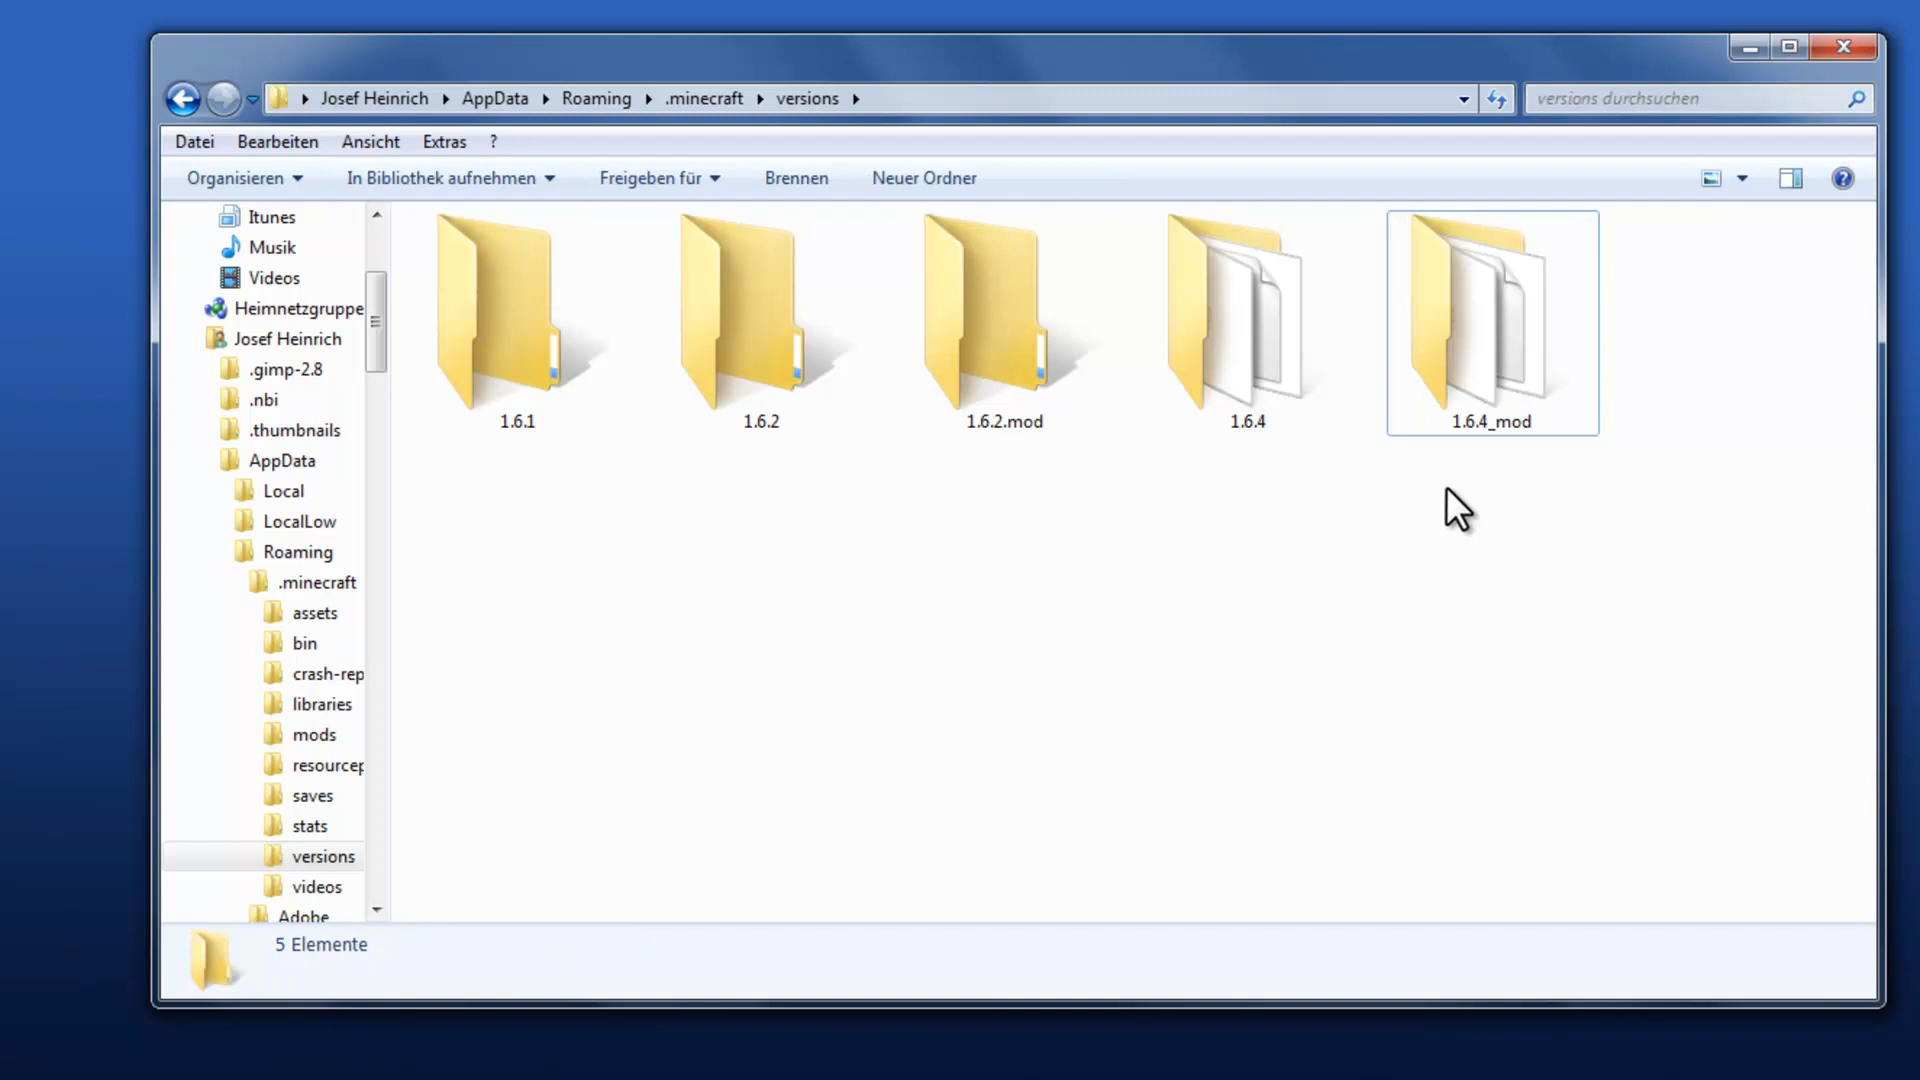 Josef Heinrich AppData Roaming .minecraft versions
versions durchsuchen
Datei Bearbeiten Ansicht Extras ?
Organisieren In Bibliothek aufnehmen Freigeben für Brennen Neuer Ordner
Itunes
Musik
Videos
Heimnetzgruppe
Josef Heinrich
.gimp-2.8
.nbi
.thumbnails
AppData
Local
LocalLow
Roaming
.minecraft
assets
bin
crash-rep
libraries
mods
resourcep
saves
stats
versions
videos
Adobe
1.6.1
1.6.2
1.6.2.mod
1.6.4
1.6.4_mod
5 Elemente